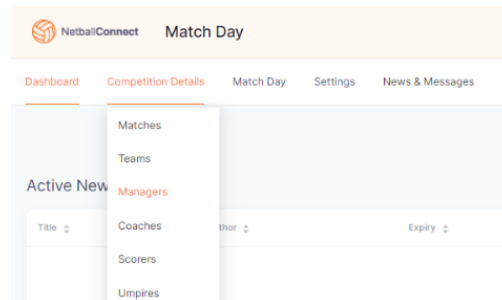 NetballConnect Match Day
Dashboard Competition Details Match Day Settings News & Messages
Matches
Teams
Active New
Managers
Title
thor
Expiry
Coaches
Scorers
Umpires